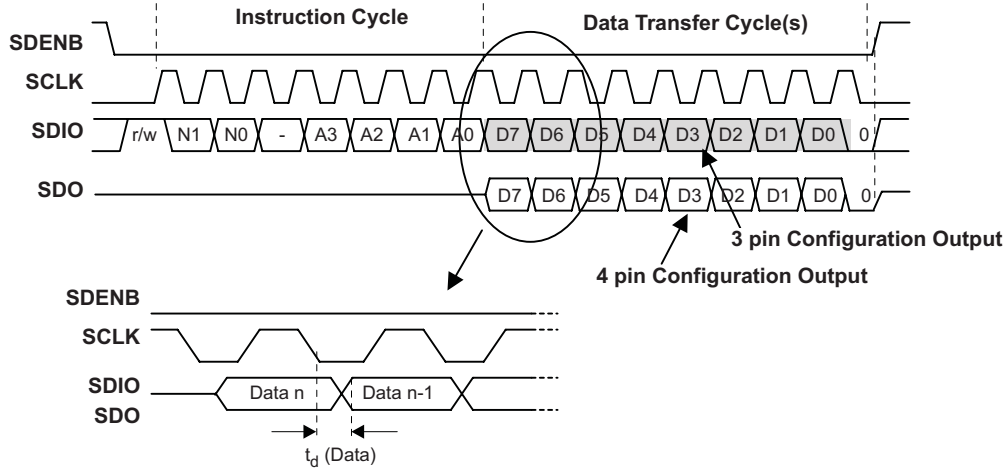 Instruction Cycle Data Transfer Cycle(s)
SDENB
SCLK
SDIO r/w N1 N0 - A3 A2 A1 A0 D7 D6 D5 D4 D3 D2 D1 D0 0
SDO D7 D6 D5 D4 D3 D2 D1 D0 0
3 pin Configuration Output
4 pin Configuration Output
SDENB
SCLK
SDIO Data n Data n-1
SDO
td (Data)